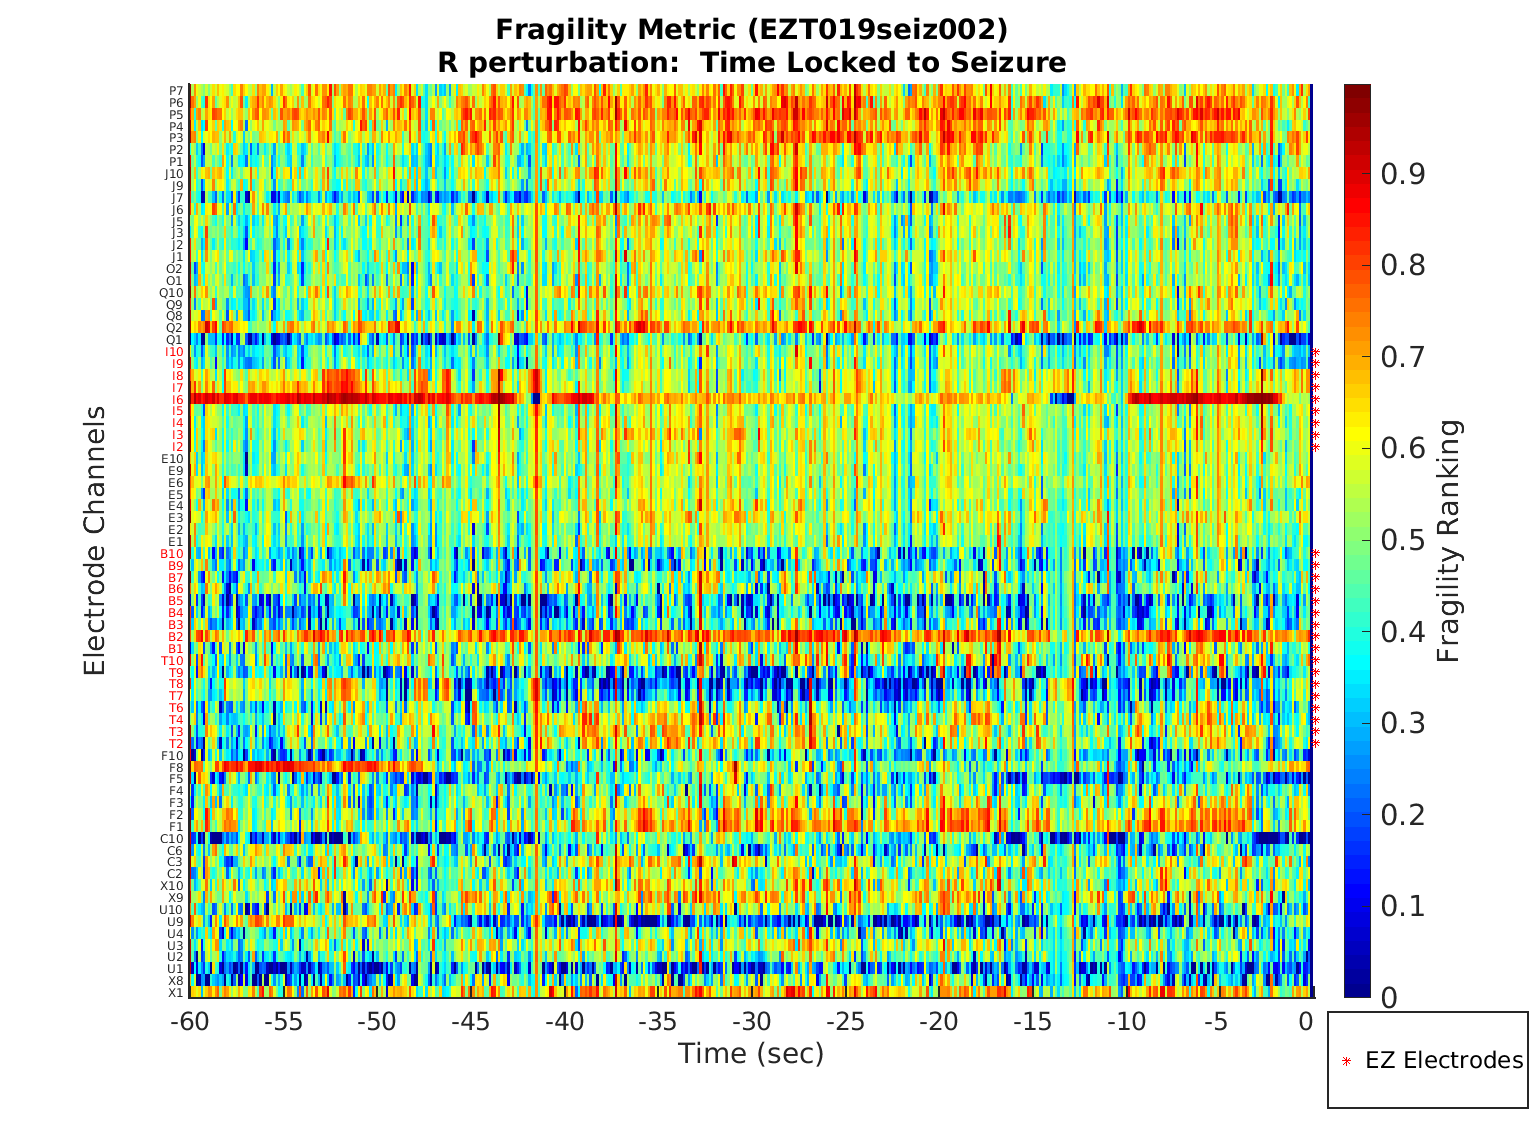 Fragility Metric (EZT019seiz002)
R perturbation:  Time Locked to Seizure
Electrode Channels
P7
P6
P5
P4
P3
P2
P1
J10
J9
J7
J6
J5
J3
J2
J1
O2
O1
Q10
Q9
Q8
Q2
Q1
I10
I9
I8
I7
I6
I5
I4
I3
I2
E10
E9
E6
E5
E4
E3
E2
E1
B10
B9
B7
B6
B5
B4
B3
B2
B1
T10
T9
T8
T7
T6
T4
T3
T2
F10
F8
F5
F4
F3
F2
F1
C10
C6
C3
C2
X10
X9
U10
U9
U4
U3
U2
U1
X8
X1
-60 -55 -50 -45 -40 -35 -30 -25 -20 -15 -10 -5 0
Time (sec)
0.9
0.8
0.7
0.6
0.5
0.4
0.3
0.2
0.1
0
Fragility Ranking
EZ Electrodes